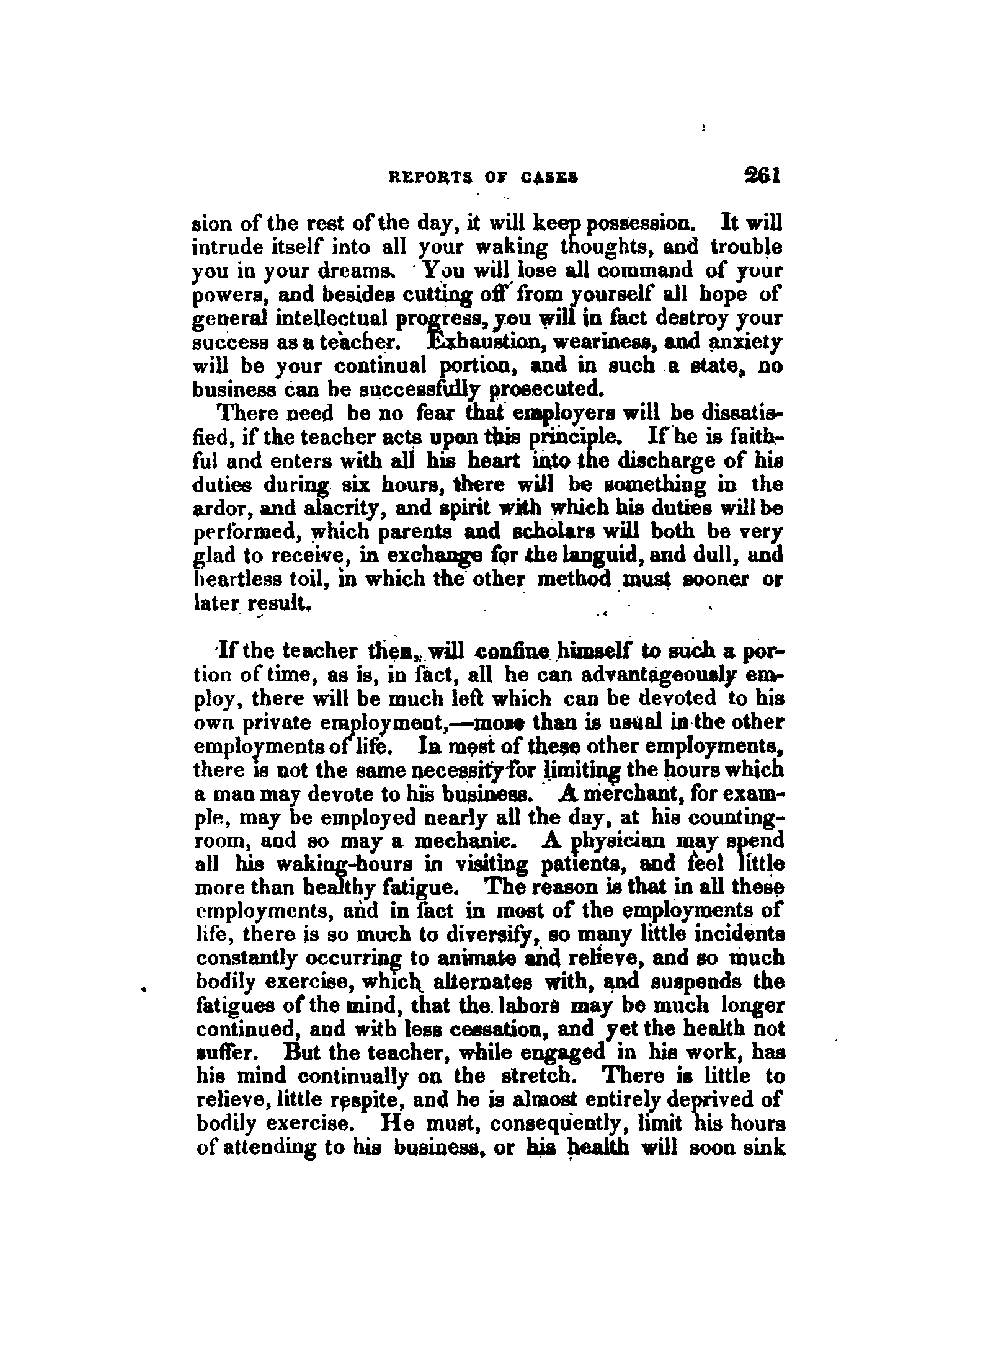 REPORTS OF CASES 261
sion of the rest of the day, it will keep possession. It will
intrude itself into all your waking thoughts, and trouble
you in your dreams. You will lose all command of your
powers, and besides cutting off from yourself all hope of
general intellectual progress, you will in fact destroy your
success as a teacher. Exhaustion, weariness, and anxiety
will be your continual portion, and in such a state, no
business can be successfully prosecuted.
There need be no fear that employers will be dissatis-
fied, if the teacher acts upon this principle. If he is faith-
ful and enters with all his heart into the discharge of his
duties during six hours, there will be something in the
ardor, and alacrity, and spirit with which his duties will be
performed, which parents and scholars will both be very
glad to receive, in exchange for the languid, and dull, and
heartless toil, in which the other method must sooner or
later result.
If the teacher then, will confine himself to such a por-
tion of time, as is, in fact, all he can advantageously em-
ploy, there will be much left which can be devoted to his
own private employment,—more than is usual in the other
employments of life. In most of these other employments,
there is not the same necessity for limiting the hours which
a man may devote to his business. A merchant, for exam-
ple, may be employed nearly all the day, at his counting-
room, and so may a mechanic. A physician may spend
all his waking-hours in visiting patients, and feel little
more than healthy fatigue. The reason is that in all these
employments, and in fact in most of the employments of
life, there is so much to diversify, so many little incidents
constantly occurring to animate and relieve, and so much
bodily exercise, which alternates with, and suspends the
fatigues of the mind, that the labors may be much longer
continued, and with less cessation, and yet the health not
suffer. But the teacher, while engaged in his work, has
his mind continually on the stretch. There is little to
relieve, little respite, and he is almost entirely deprived of
bodily exercise. He must, consequently, limit his hours
of attending to his business, or his health will soon sink